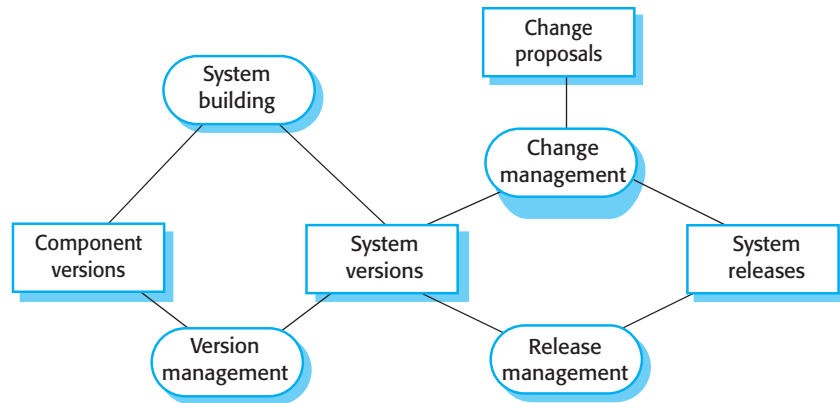 Change
proposals
System
building
Change
management
Component
versions
System
versions
System
releases
Version
management
Release
management